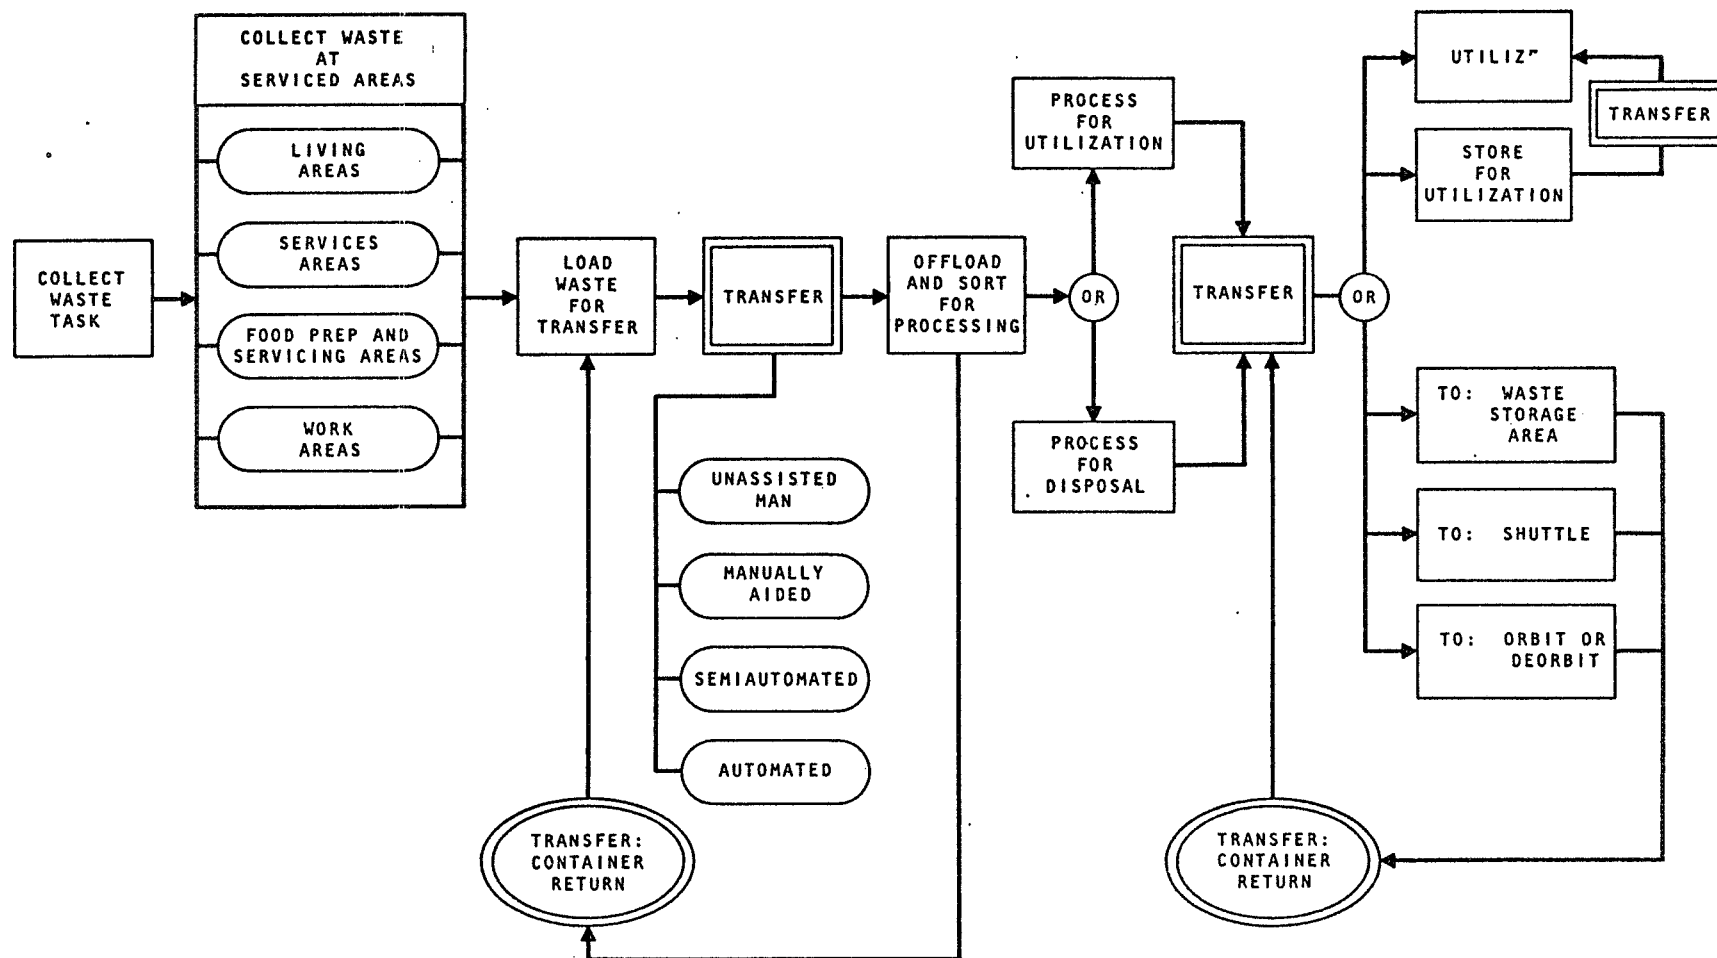 COLLECT WASTE
AT
SERVICED AREAS
LIVING
AREAS
SERVICES
AREAS
FOOD PREP AND
SERVICING AREAS
WORK
AREAS
COLLECT
WASTE
TASK
LOAD
WASTE
FOR
TRANSFER
TRANSFER
UNASSISTED
MAN
MANUALLY
AIDED
SEMIAUTOMATED
AUTOMATED
TRANSFER:
CONTAINER
RETURN
OFFLOAD
AND SORT
FOR
PROCESSING
OR
PROCESS
FOR
UTILIZATION
PROCESS
FOR
DISPOSAL
TRANSFER
OR
TRANSFER
STORE
FOR
UTILIZATION
TO: WASTE
STORAGE
AREA
TO: SHUTTLE
TO: ORBIT OR
DEORBIT
TRANSFER:
CONTAINER
RETURN